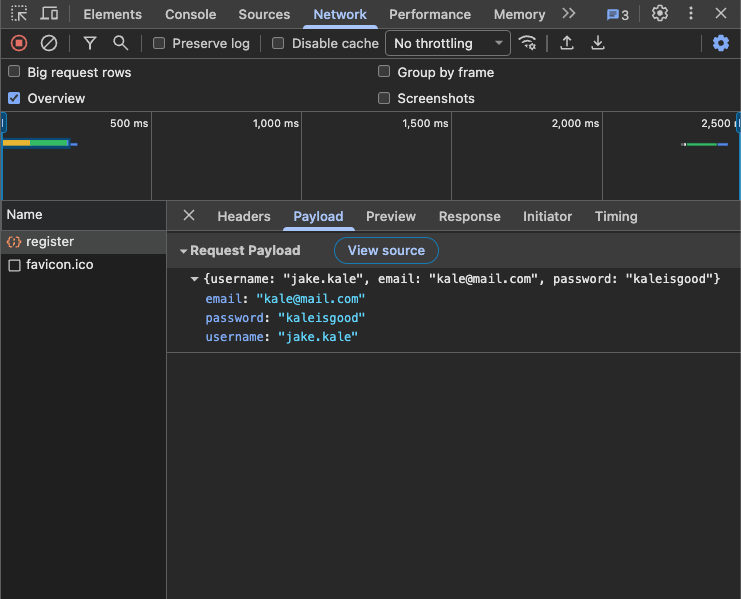 Elements Console Sources Network Performance Memory 3
Preserve log Disable cache No throttling
Big request rows Group by frame
Overview Screenshots
500 ms 1,000 ms 1,500 ms 2,000 ms 2,500
Name Headers Payload Preview Response Initiator Timing
register Request Payload View source
favicon.ico
{username: "jake.kale", email: "kale@mail.com", password: "kaleisgood"}
email: "kale@mail.com"
password: "kaleisgood"
username: "jake.kale"